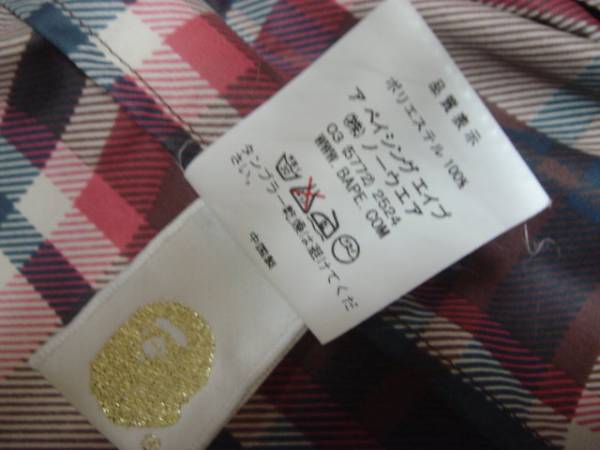 品質表示
ポリエステル 100%
ア ベイシング エイプ
(株) ノーウエア
03 (5772) 2524
WWW.BAPE.COM
タンブラー乾燥は避けてくだ
さい。
中国製